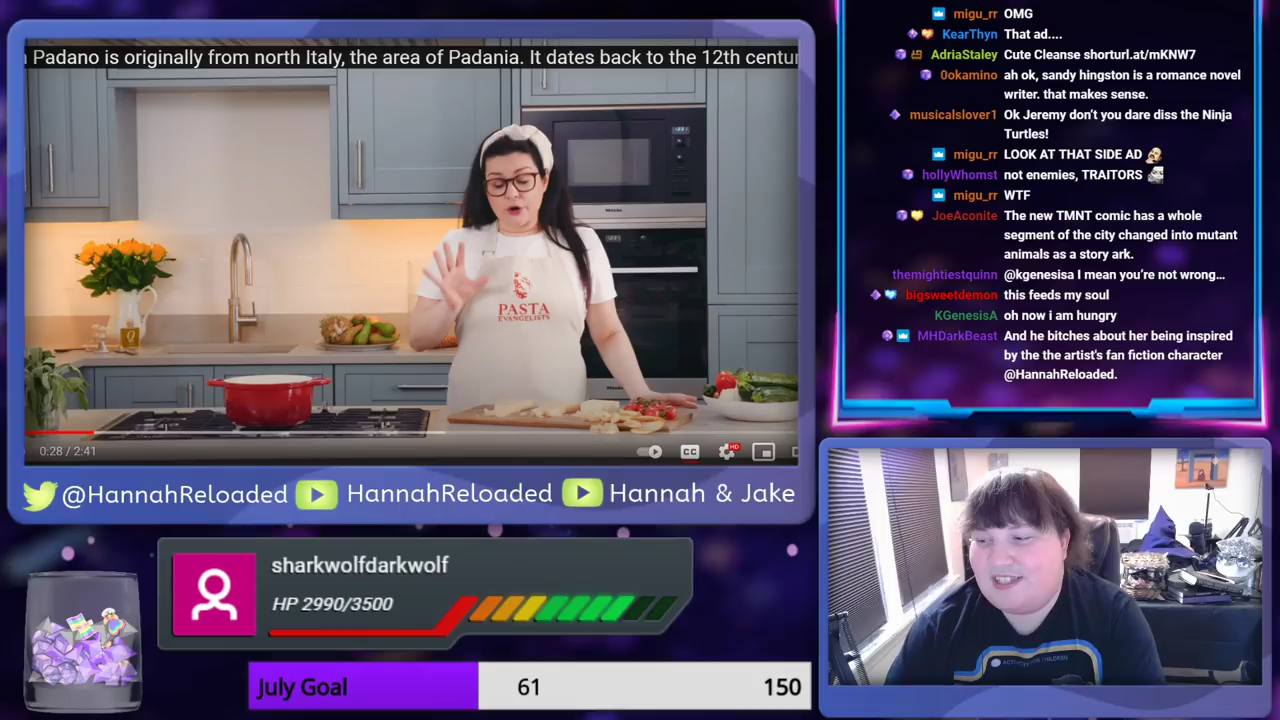 Padano is originally from north Italy, the area of Padania. It dates back to the 12th centur
PASTA
EVANGELISTS
0:28 / 2:41
CC
HD
@HannahReloaded HannahReloaded Hannah & Jake
sharkwolfdarkwolf
HP 2990/3500
July Goal 61 150
migu_rr OMG
KearThyn That ad....
AdriaStaley Cute Cleanse shorturl.at/mKNW7
0okamino ah ok, sandy hingston is a romance novel
writer. that makes sense.
musicalslover1 Ok Jeremy don't you dare diss the Ninja
Turtles!
migu_rr LOOK AT THAT SIDE AD
hollyWhomst not enemies, TRAITORS
migu_rr WTF
JoeAconite The new TMNT comic has a whole
segment of the city changed into mutant
animals as a story ark.
themightiestquinn @kgenesisa I mean you're not wrong…
bigsweetdemon this feeds my soul
KGenesisA oh now i am hungry
MHDarkBeast And he bitches about her being inspired
by the the artist's fan fiction character
@HannahReloaded.